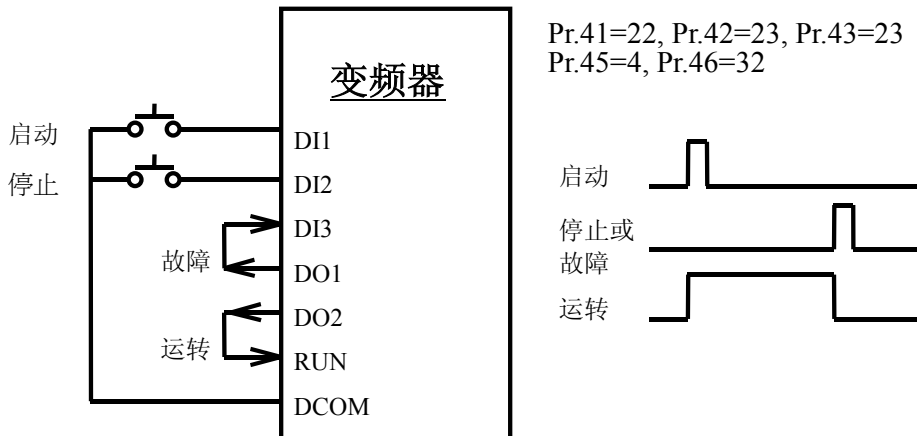 Pr.41=22, Pr.42=23, Pr.43=23
Pr.45=4, Pr.46=32
变频器
启动
停止
故障
运转
DI1
DI2
DI3
DO1
DO2
RUN
DCOM
启动
停止或
故障
运转